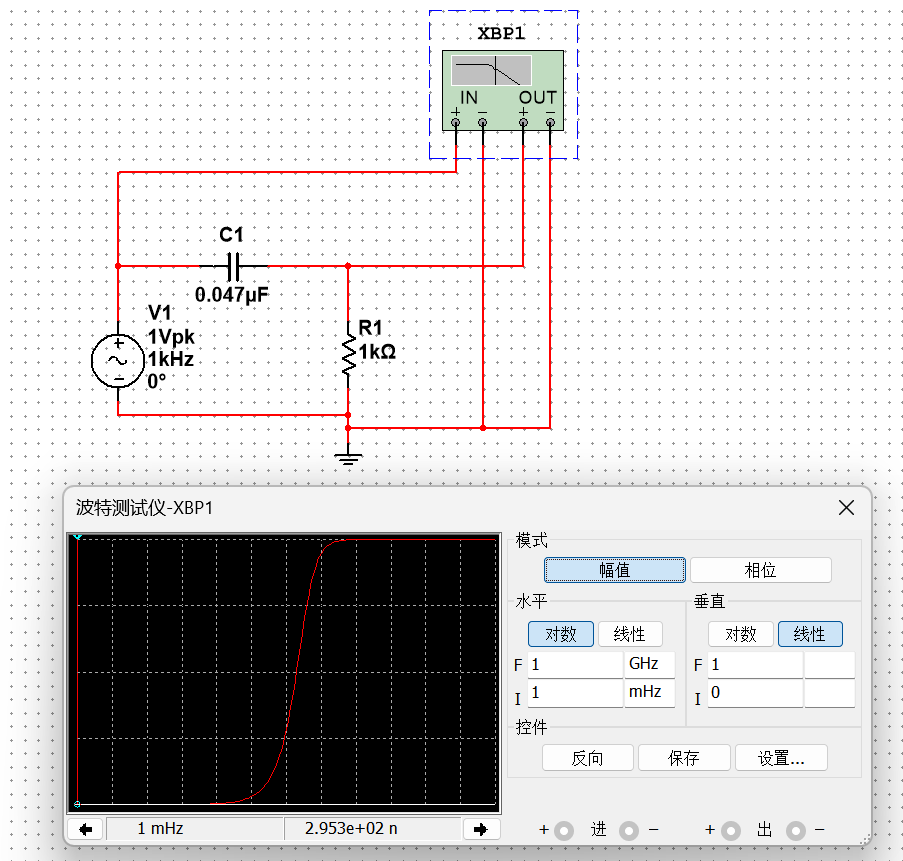 XBP1
IN OUT
+ − + −
C1
0.047µF
V1
1Vpk
1kHz
0°
R1
1kΩ
波特测试仪-XBP1
模式
幅值 相位
水平 垂直
对数 线性 对数 线性
F 1 GHz F 1
I 1 mHz I 0
控件
反向 保存 设置...
1 mHz 2.953e+02 n
+ 进 − + 出 −